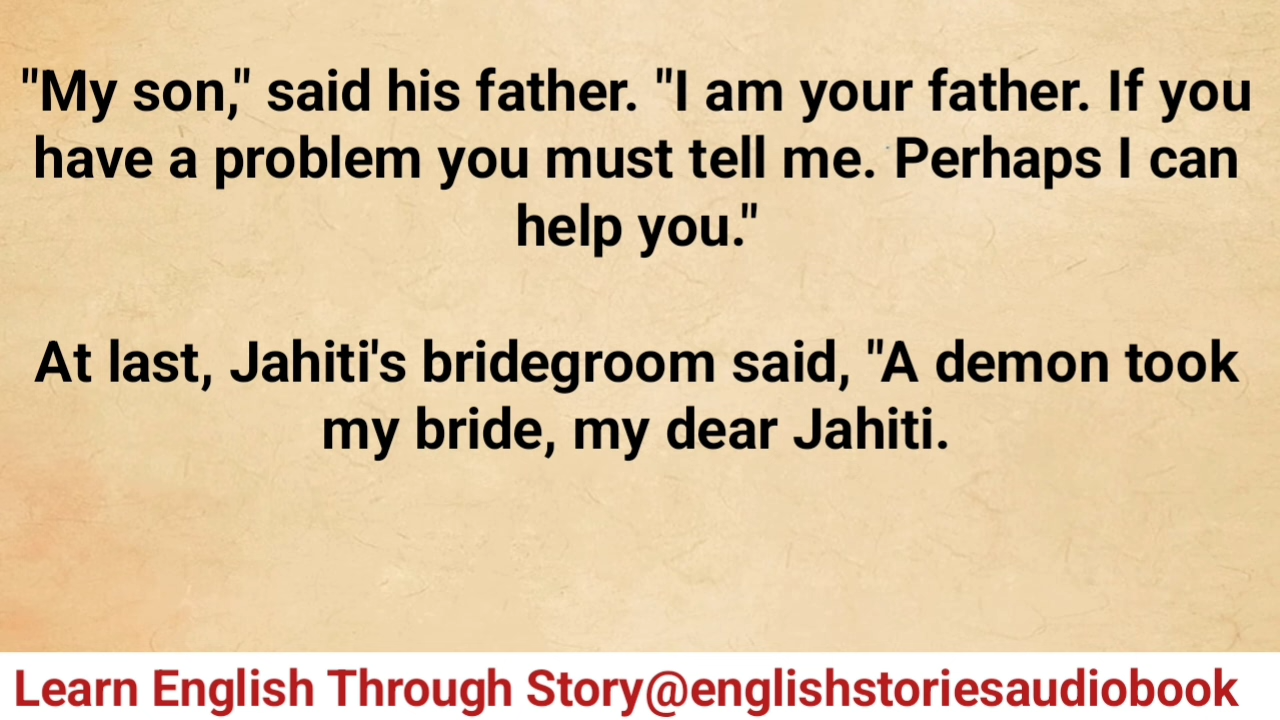 "My son," said his father. "I am your father. If you
have a problem you must tell me. Perhaps I can
help you."
At last, Jahiti's bridegroom said, "A demon took
my bride, my dear Jahiti.
Learn English Through Story@englishstoriesaudiobook